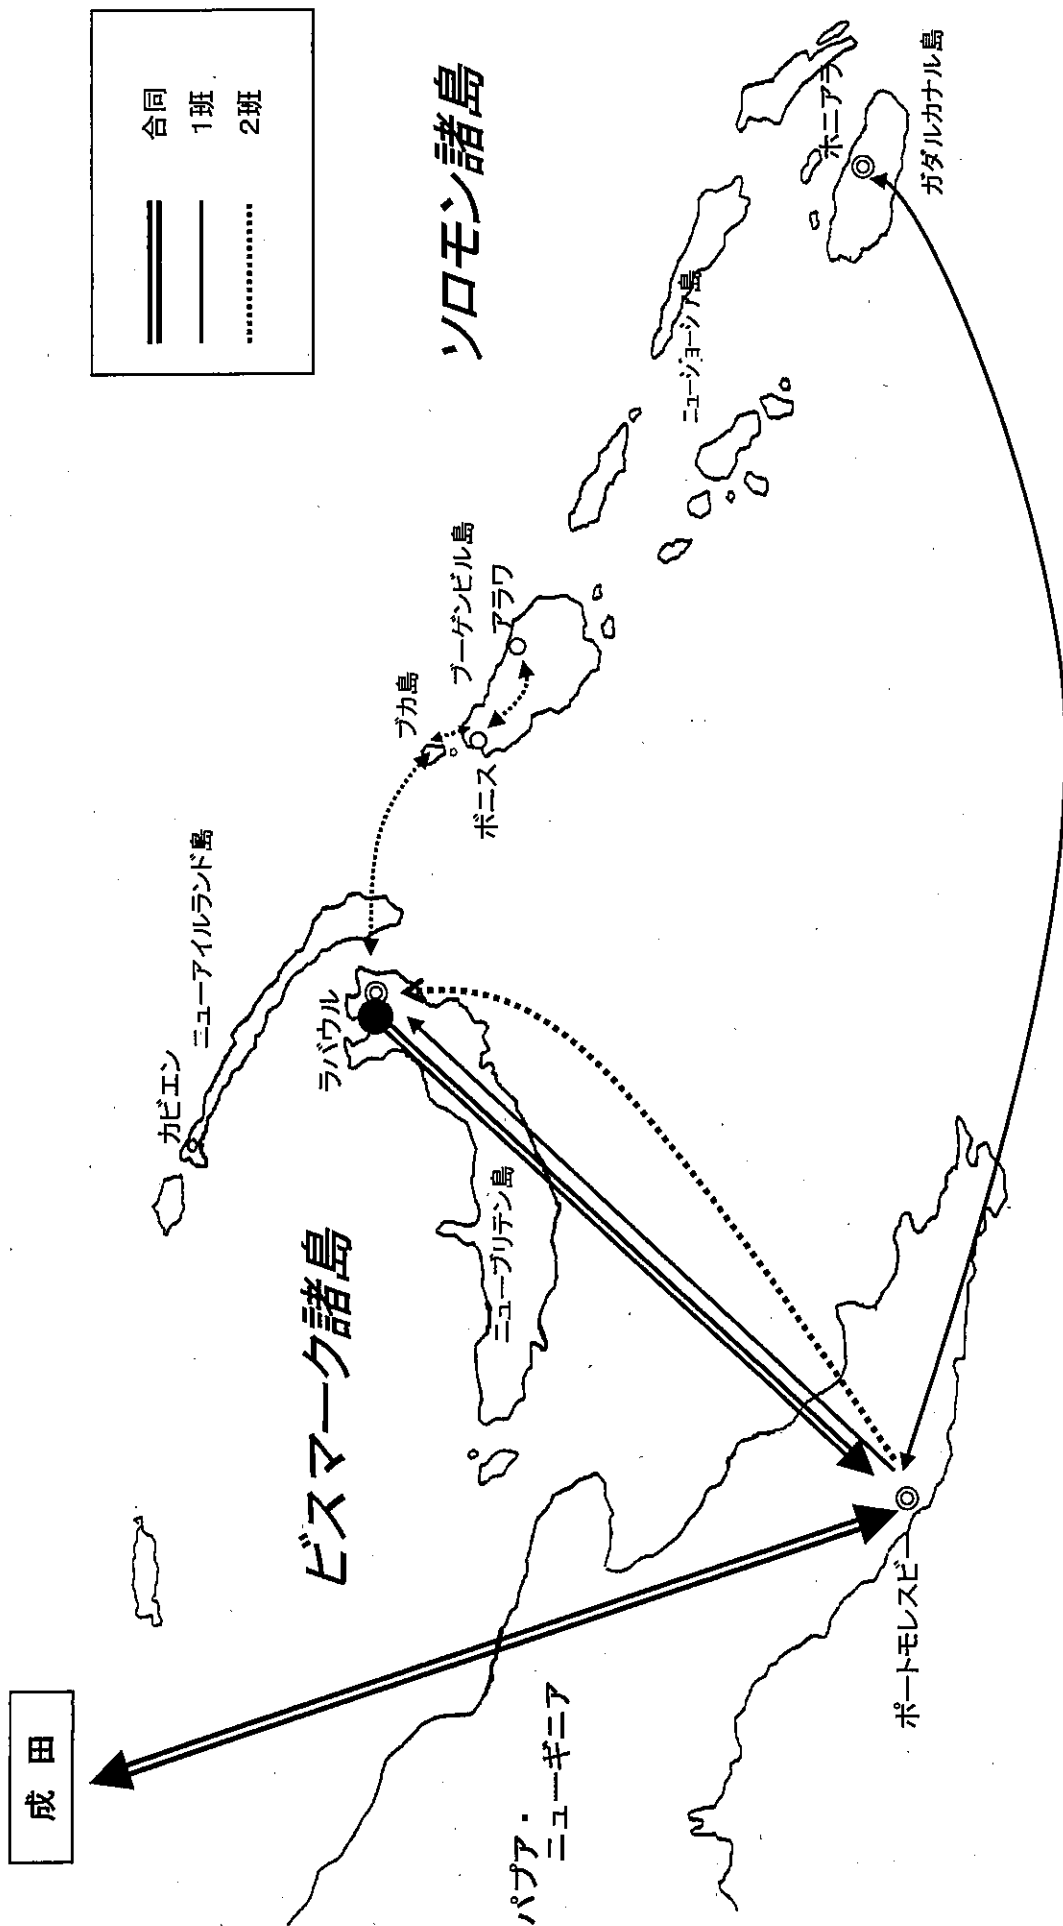 成田
合同
1班
2班
ビスマーク諸島
ソロモン諸島
カビエン
ニューアイルランド島
ラバウル
ニューブリテン島
ブカ島
ブーゲンビル島
アラワ
ボニス
ニュージョージア島
ホニアラ
ガダルカナル島
パプア・
ニューギニア
ポートモレスビー